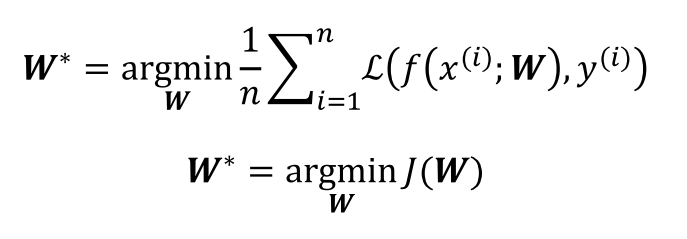 W* = argmin_W 1/n ∑_{i=1}^{n} ℒ(f(x^{(i)}; W), y^{(i)})
W* = argmin_W J(W)